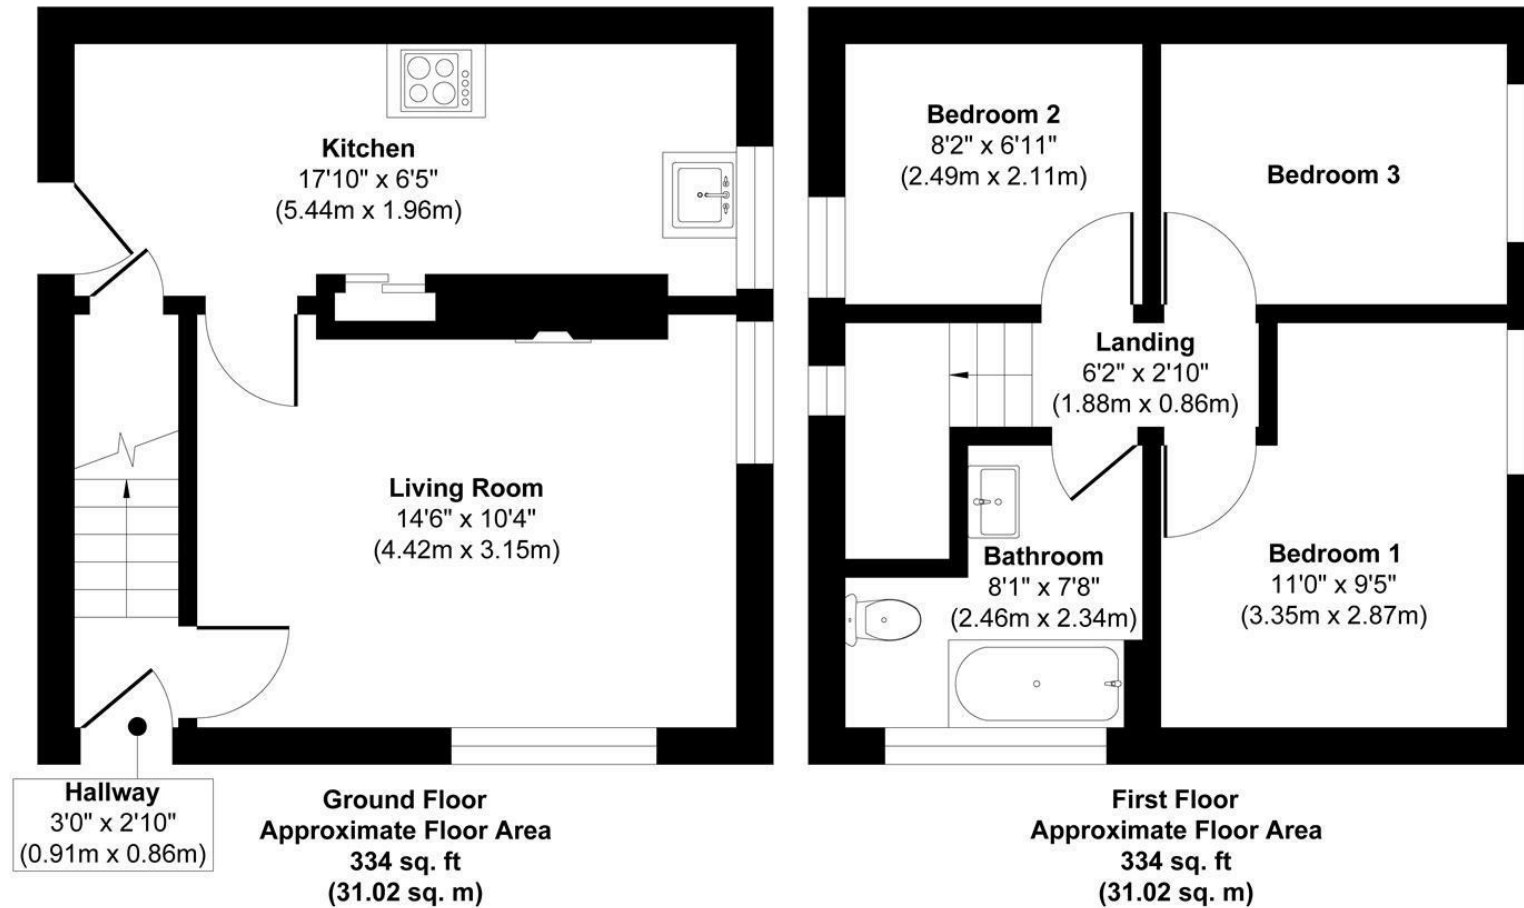 Kitchen
17'10" x 6'5"
(5.44m x 1.96m)
Living Room
14'6" x 10'4"
(4.42m x 3.15m)
Hallway
3'0" x 2'10"
(0.91m x 0.86m)
Ground Floor
Approximate Floor Area
334 sq. ft
(31.02 sq. m)
Bedroom 2
8'2" x 6'11"
(2.49m x 2.11m)
Bedroom 3
Landing
6'2" x 2'10"
(1.88m x 0.86m)
Bathroom
8'1" x 7'8"
(2.46m x 2.34m)
Bedroom 1
11'0" x 9'5"
(3.35m x 2.87m)
First Floor
Approximate Floor Area
334 sq. ft
(31.02 sq. m)